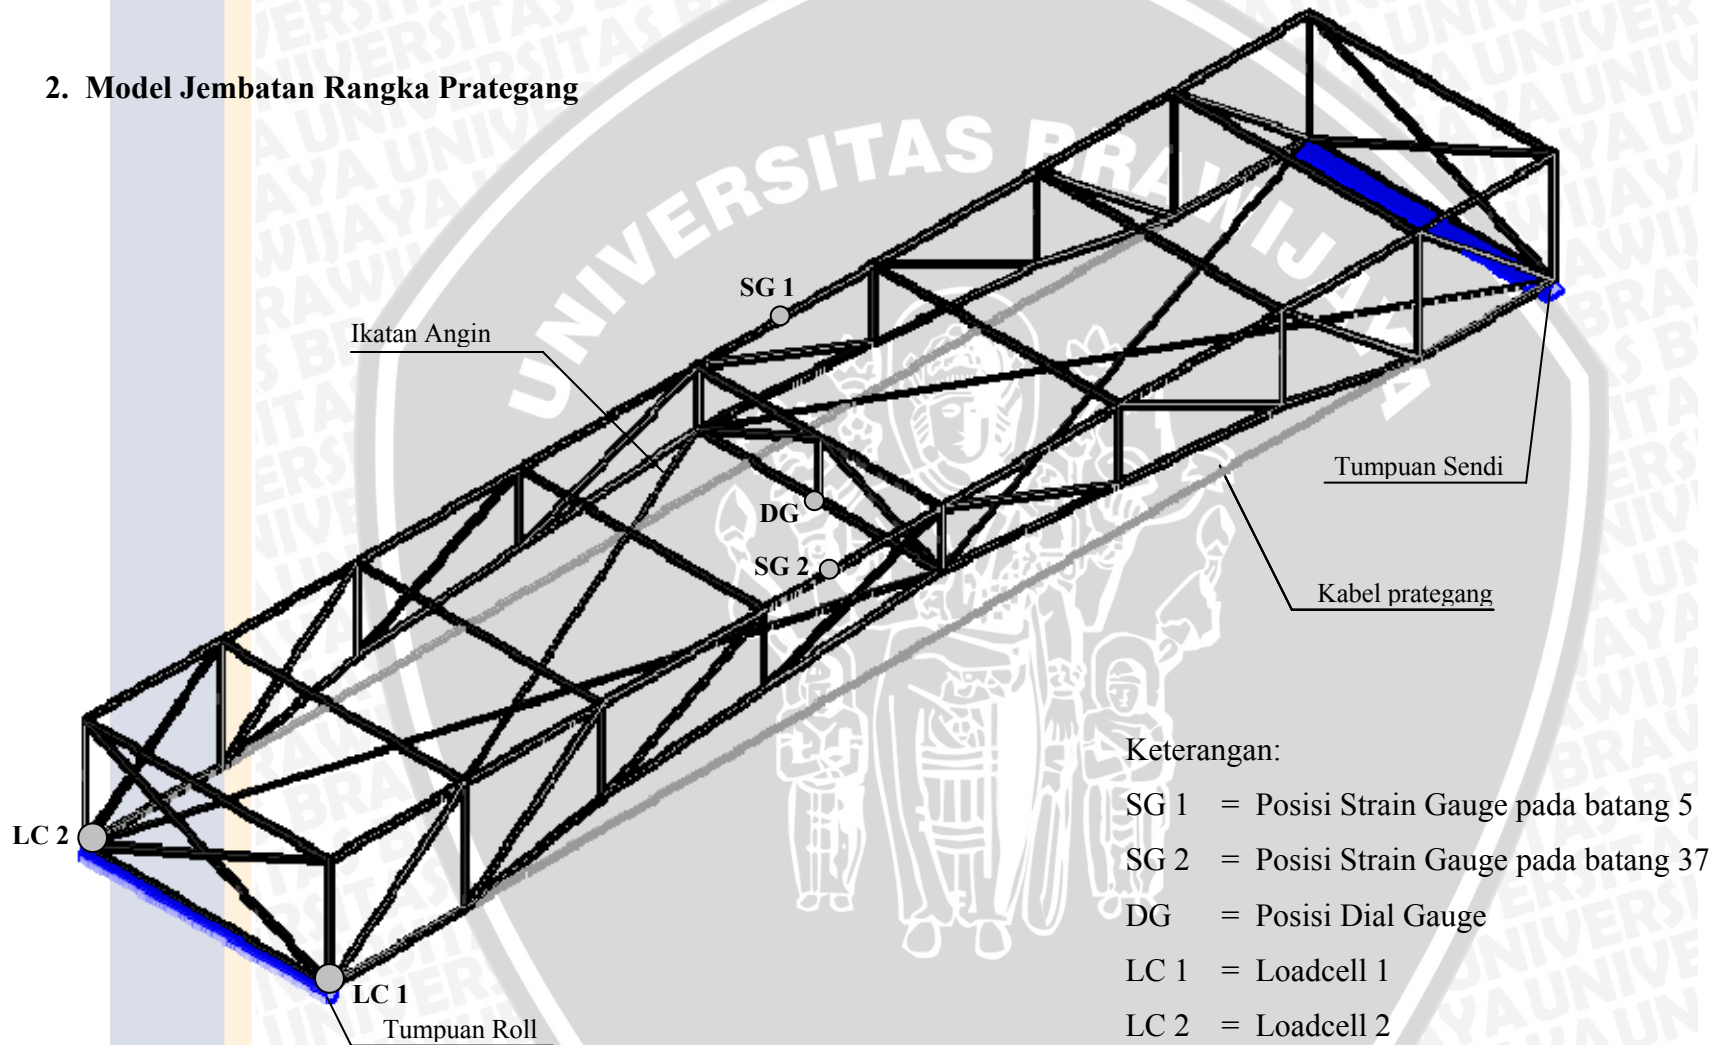 2. Model Jembatan Rangka Prategang
UNIVERSITAS BRAWIJAYA
SG 1
Ikatan Angin
Tumpuan Sendi
DG
SG 2
Kabel prategang
Keterangan:
SG 1 = Posisi Strain Gauge pada batang 5
SG 2 = Posisi Strain Gauge pada batang 37
DG = Posisi Dial Gauge
LC 1 = Loadcell 1
LC 2 = Loadcell 2
LC 2
LC 1
Tumpuan Roll